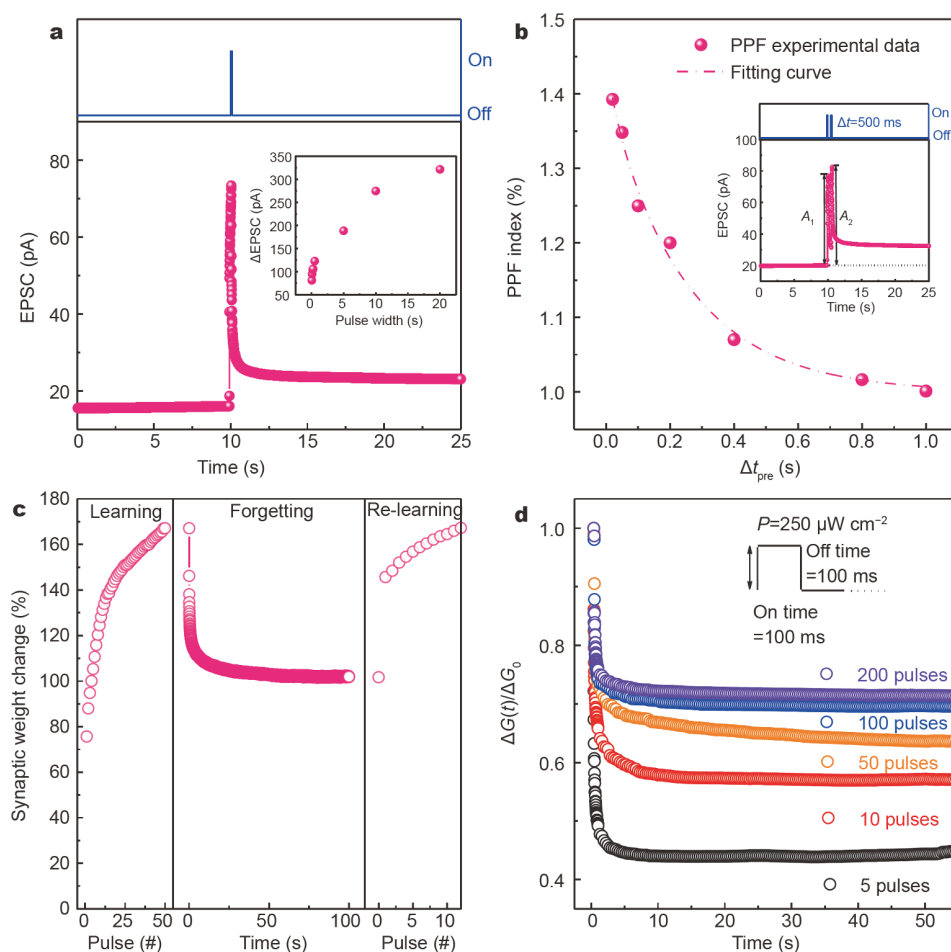 a
On
Off
EPSC (pA)
80
60
40
20
0
5
10
15
20
25
Time (s)
ΔEPSC (pA)
350
300
250
200
150
100
50
0
5
10
15
20
Pulse width (s)
b
PPF experimental data
Fitting curve
PPF index (%)
1.5
1.4
1.3
1.2
1.1
1.0
0.0
0.2
0.4
0.6
0.8
1.0
Δt_pre (s)
Δt=500 ms
On
Off
EPSC (pA)
100
80
60
40
20
A₁
A₂
0
5
10
15
20
25
Time (s)
c
Learning
Forgetting
Re-learning
Synaptic weight change (%)
180
160
140
120
100
80
60
40
20
0
0
25
50
Pulse (#)
0
50
100
Time (s)
0
5
10
Pulse (#)
d
P=250 μW cm⁻²
Off time
=100 ms
On time
=100 ms
ΔG(t)/ΔG₀
1.0
0.8
0.6
0.4
200 pulses
100 pulses
50 pulses
10 pulses
5 pulses
0
10
20
30
40
50
Time (s)